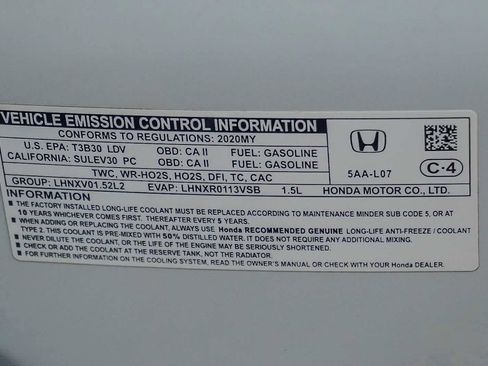 VEHICLE EMISSION CONTROL INFORMATION
CONFORMS TO REGULATIONS: 2020MY
U.S. EPA: T3B30 LDV OBD: CA II FUEL: GASOLINE
CALIFORNIA: SULEV30 PC OBD: CA II FUEL: GASOLINE
TWC, WR-HO2S, HO2S, DFI, TC, CAC
GROUP: LHNXV01.52L2 EVAP: LHNXR0113VSB 1.5L
5AA-L07
C-4
HONDA MOTOR CO., LTD.
INFORMATION
■ THE FACTORY INSTALLED LONG-LIFE COOLANT MUST BE REPLACED ACCORDING TO MAINTENANCE MINDER SUB CODE 5, OR AT
10 YEARS WHICHEVER COMES FIRST. THEREAFTER EVERY 5 YEARS.
■ WHEN ADDING OR REPLACING THE COOLANT, ALWAYS USE Honda RECOMMENDED GENUINE LONG-LIFE ANTI-FREEZE / COOLANT
TYPE 2. THIS COOLANT IS PRE-MIXED WITH 50% DISTILLED WATER. IT DOES NOT REQUIRE ANY ADDITIONAL MIXING.
■ NEVER DILUTE THE COOLANT, OR THE LIFE OF THE ENGINE MAY BE SERIOUSLY SHORTENED.
■ CHECK OR ADD THE COOLANT AT THE RESERVE TANK, NOT THE RADIATOR.
■ FOR FURTHER INFORMATION ON THE COOLING SYSTEM, READ THE OWNER'S MANUAL OR CHECK WITH YOUR Honda DEALER.